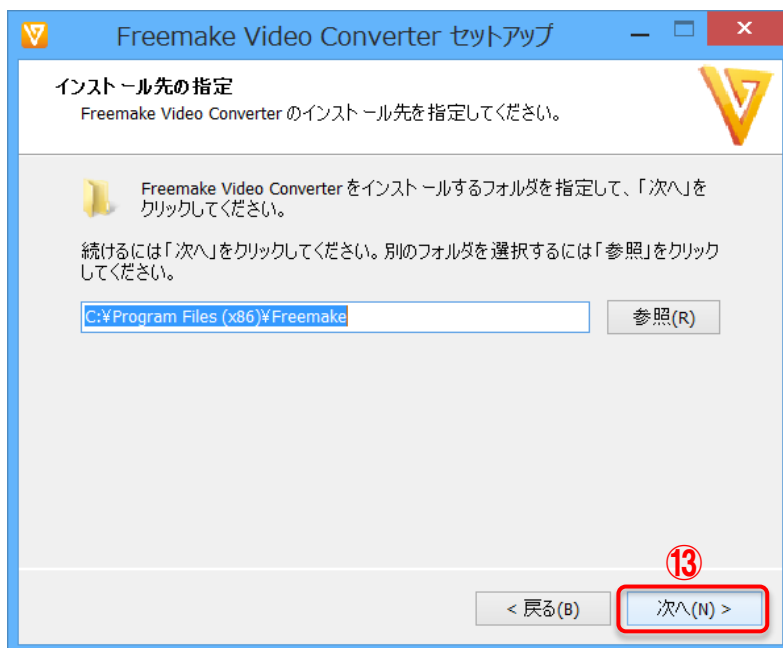 Freemake Video Converter セットアップ
インストール先の指定
Freemake Video Converter のインストール先を指定してください。
Freemake Video Converter をインストールするフォルダを指定して、「次へ」を
クリックしてください。
続けるには「次へ」をクリックしてください。別のフォルダを選択するには「参照」をクリック
してください。
C:¥Program Files (x86)¥Freemake
参照(R)
⑬
< 戻る(B)
次へ(N) >